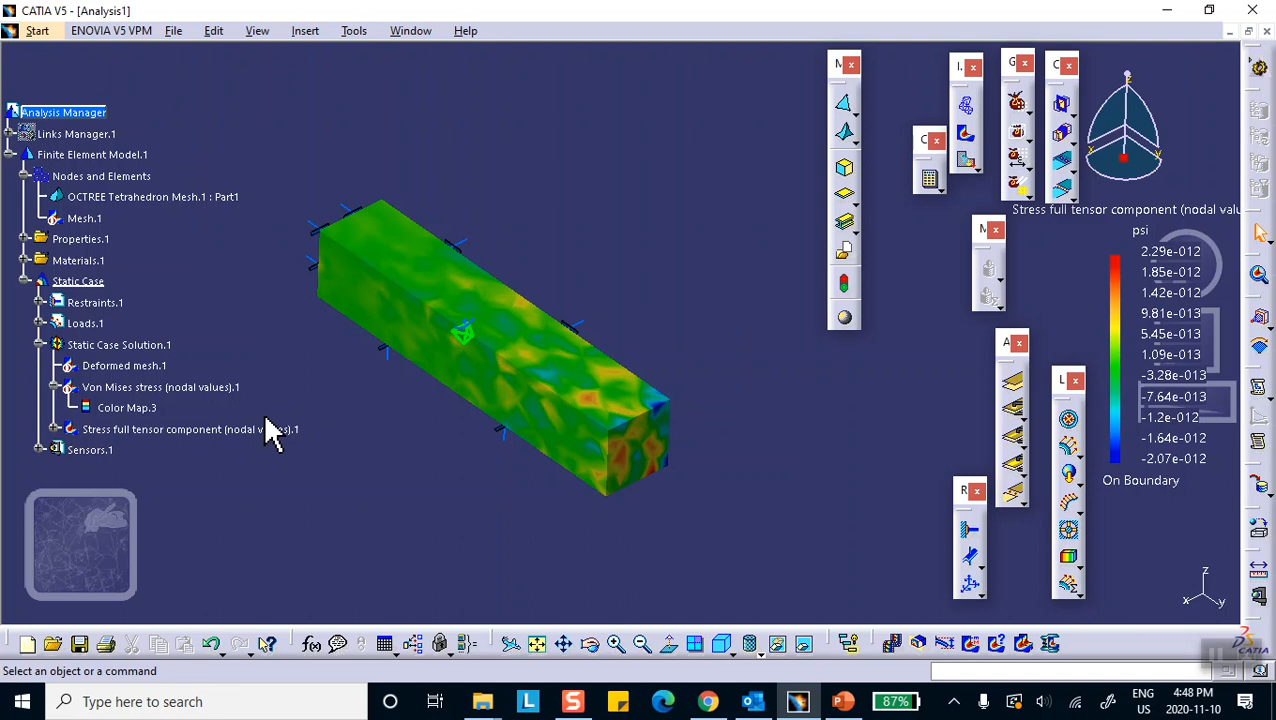 CATIA V5 - [Analysis1]
Start ENOVIA V5 VPM File Edit View Insert Tools Window Help
Analysis Manager
Links Manager.1
Finite Element Model.1
Nodes and Elements
OCTREE Tetrahedron Mesh.1 : Part1
Mesh.1
Properties.1
Materials.1
Static Case
Restraints.1
Loads.1
Static Case Solution.1
Deformed mesh.1
Von Mises stress (nodal values).1
Color Map.3
Stress full tensor component (nodal values).1
Sensors.1
M
I.
G
C
C
M
A
L
R
Stress full tensor component (nodal valu
psi
2.29e-012
1.85e-012
1.42e-012
9.81e-013
5.45e-013
1.09e-013
-3.28e-013
-7.64e-013
-1.2e-012
-1.64e-012
-2.07e-012
On Boundary
z
x
y
f(x)
CATIA
Select an object or a command
Type here to search
L
S
87%
ENG
US
4:48 PM
2020-11-10